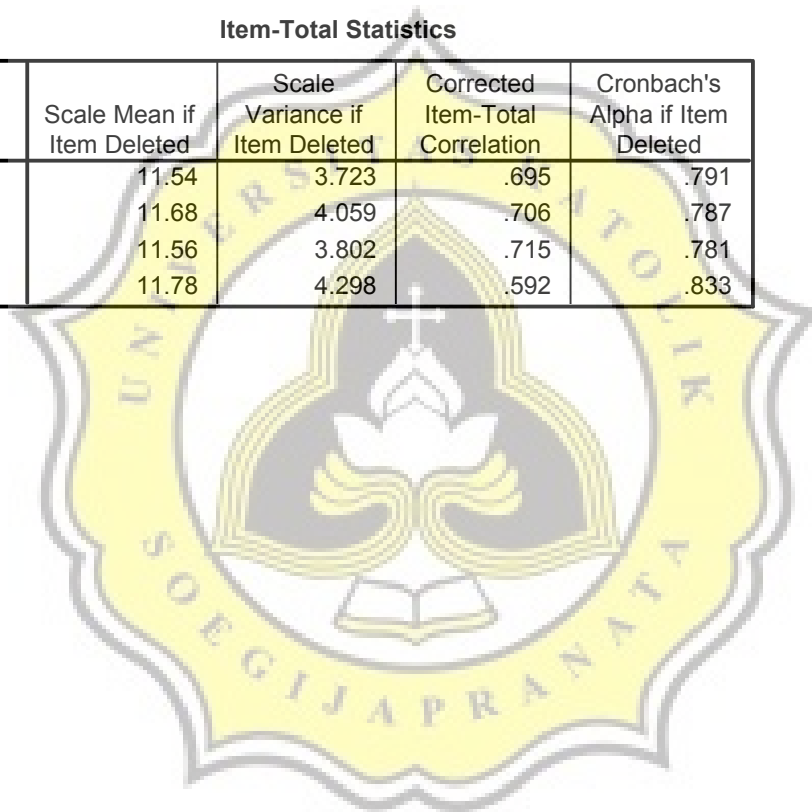 Item-Total Statistics
Scale Mean if Item Deleted Scale Variance if Item Deleted Corrected Item-Total Correlation Cronbach's Alpha if Item Deleted
11.54 3.723 .695 .791
11.68 4.059 .706 .787
11.56 3.802 .715 .781
11.78 4.298 .592 .833
UNIVERSITAS KATOLIK
SOEGIJAPRANATA